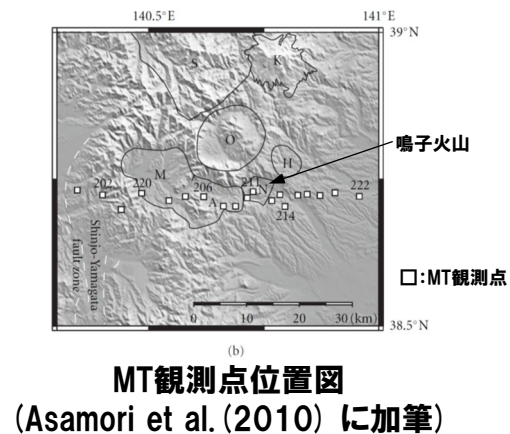 140.5°E
141°E
39°N
S
K
O
H
鳴子火山
M
202
220
206
211
N
222
A
214
Shinjo-Yamagata
fault zone
□:MT観測点
0 10 20 30 (km)
38.5°N
(b)
MT観測点位置図
(Asamori et al.(2010) に加筆)